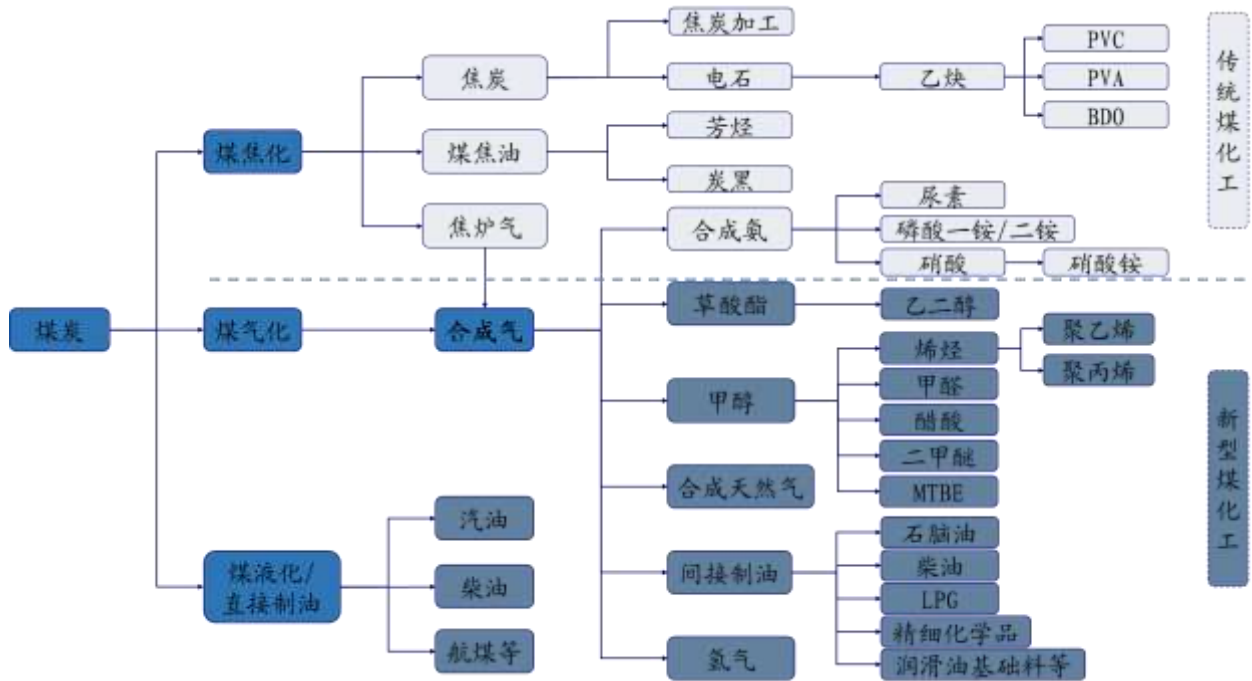 焦炭加工
PVC
焦炭
电石
乙炔
PVA
BDO
煤焦化
煤焦油
芳烃
炭黑
焦炉气
合成氨
尿素
磷酸一铵/二铵
硝酸
硝酸铵
传统煤化工
煤炭
煤气化
合成气
草酸酯
乙二醇
甲醇
烯烃
聚乙烯
聚丙烯
甲醛
醋酸
二甲醚
MTBE
合成天然气
煤液化/
直接制油
汽油
柴油
航煤等
间接制油
石脑油
柴油
LPG
精细化学品
润滑油基础料等
氢气
新型煤化工